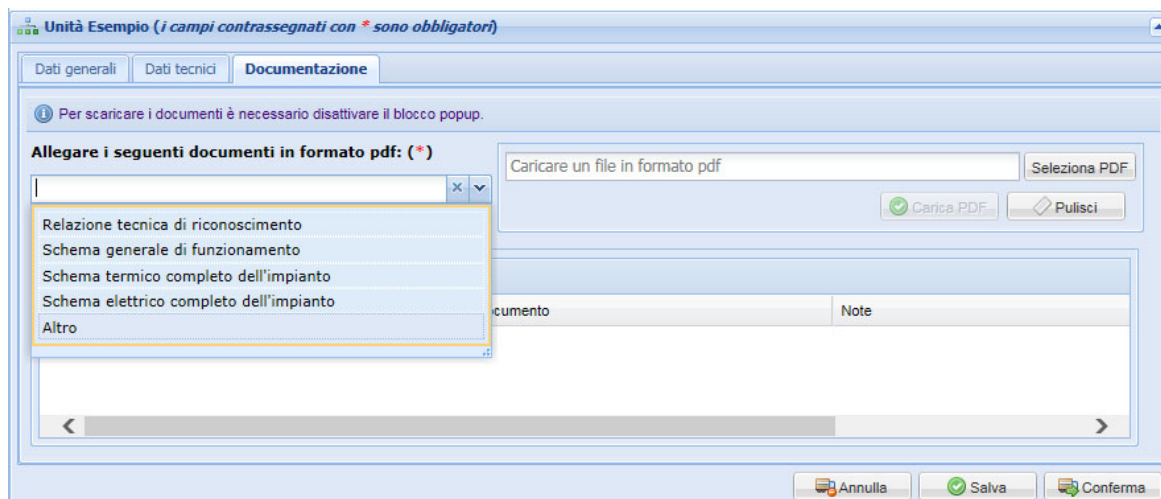 Unità Esempio (i campi contrassegnati con * sono obbligatori)
Dati generali Dati tecnici Documentazione
Per scaricare i documenti è necessario disattivare il blocco popup.
Allegare i seguenti documenti in formato pdf: (*)
Caricare un file in formato pdf Seleziona PDF
Carica PDF Pulisci
Relazione tecnica di riconoscimento
Schema generale di funzionamento
Schema termico completo dell'impianto
Schema elettrico completo dell'impianto
Altro
cumento Note
Annulla Salva Conferma